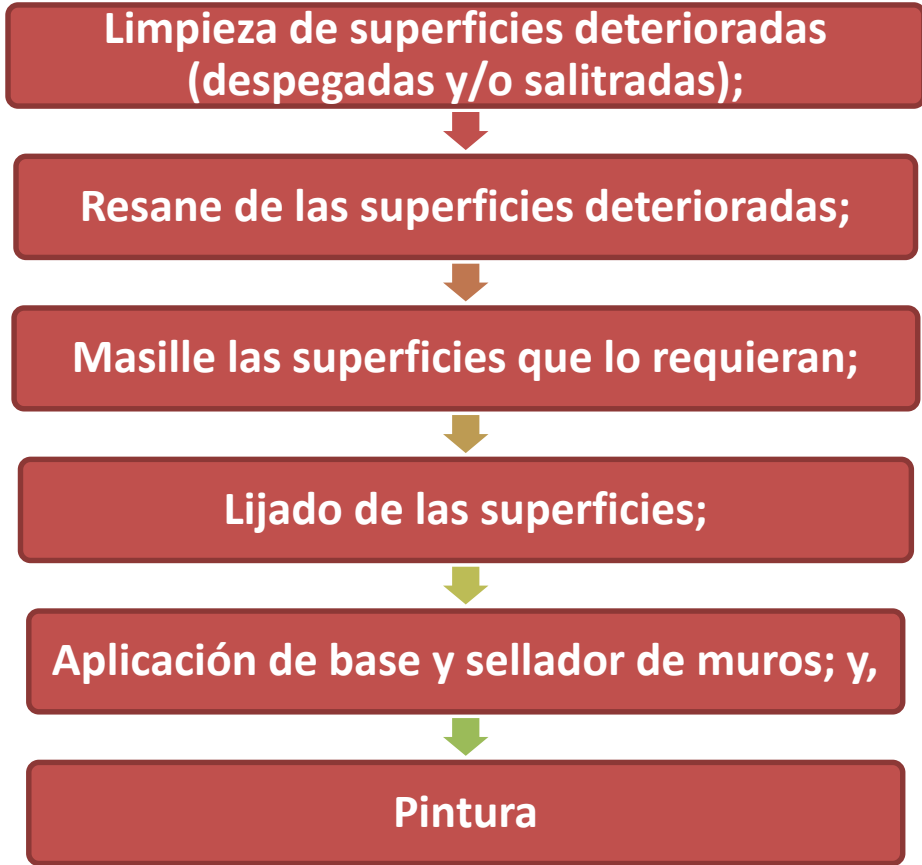 Limpieza de superficies deterioradas
(despegadas y/o salitradas);
Resane de las superficies deterioradas;
Masille las superficies que lo requieran;
Lijado de las superficies;
Aplicación de base y sellador de muros; y,
Pintura